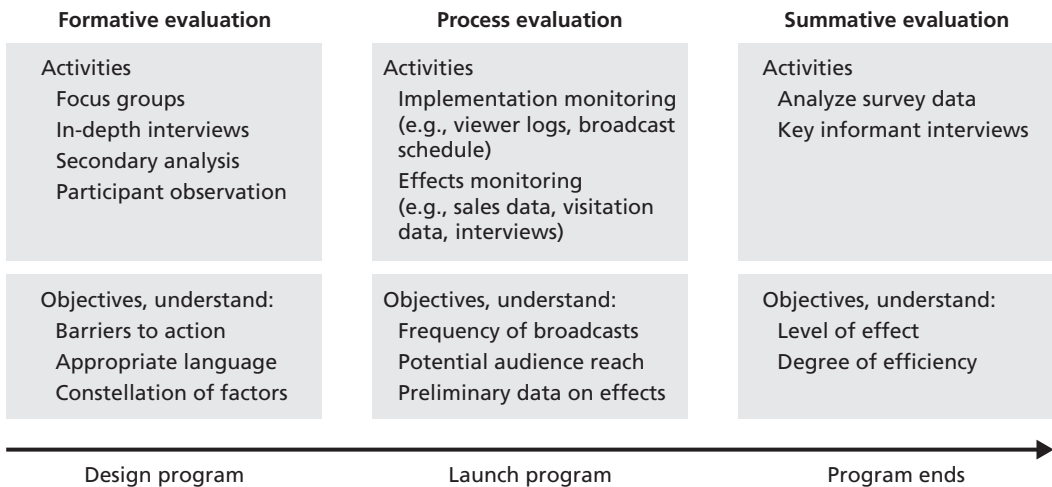 Formative evaluation
Activities
Focus groups
In-depth interviews
Secondary analysis
Participant observation
Objectives, understand:
Barriers to action
Appropriate language
Constellation of factors
Design program
Process evaluation
Activities
Implementation monitoring
(e.g., viewer logs, broadcast
schedule)
Effects monitoring
(e.g., sales data, visitation
data, interviews)
Objectives, understand:
Frequency of broadcasts
Potential audience reach
Preliminary data on effects
Launch program
Summative evaluation
Activities
Analyze survey data
Key informant interviews
Objectives, understand:
Level of effect
Degree of efficiency
Program ends